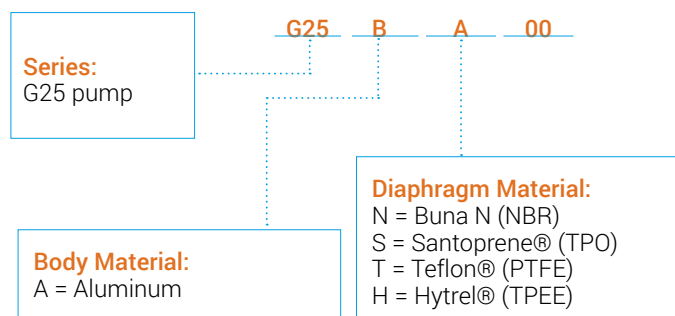 G25 B A 00
Series:
G25 pump
Diaphragm Material:
N = Buna N (NBR)
S = Santoprene® (TPO)
T = Teflon® (PTFE)
H = Hytrel® (TPEE)
Body Material:
A = Aluminum